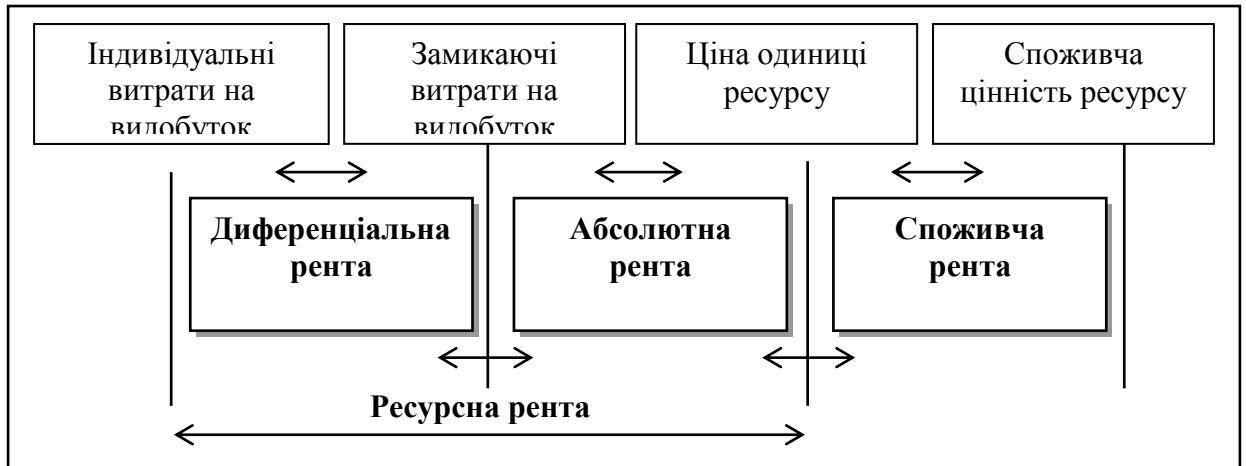 Індивідуальні
витрати на
видобуток
Замикаючі
витрати на
видобуток
Ціна одиниці
ресурсу
Споживча
цінність ресурсу
Диференціальна
рента
Абсолютна
рента
Споживча
рента
Ресурсна рента